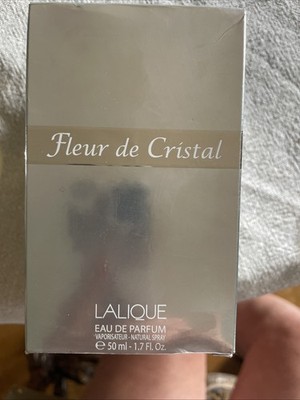 Fleur de Cristal
LALIQUE
EAU DE PARFUM
VAPORISATEUR - NATURAL SPRAY
℮ 50 ml - 1.7 Fl. Oz.